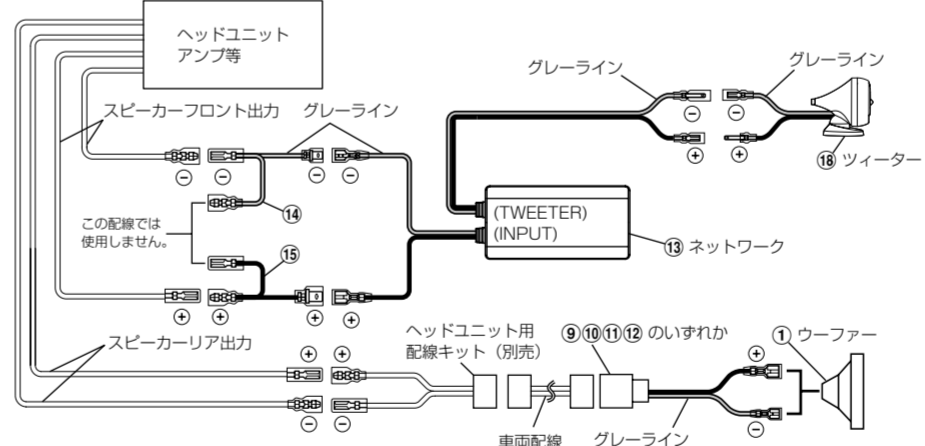 ヘッドユニット
アンプ等
グレーライン
グレーライン
スピーカーフロント出力
グレーライン
⊖
⊖
⊖
⊖
⊖
⊖
⊕
⊕
⑱ ツィーター
この配線では
使用しません。
⑭
⑮
(TWEETER)
(INPUT)
⑬ ネットワーク
⊕
⊕
⊕
⊕
スピーカーリア出力
ヘッドユニット用
配線キット（別売）
⑨⑩⑪⑫ のいずれか
① ウーファー
⊕
⊕
⊕
⊖
⊖
⊖
車両配線
グレーライン